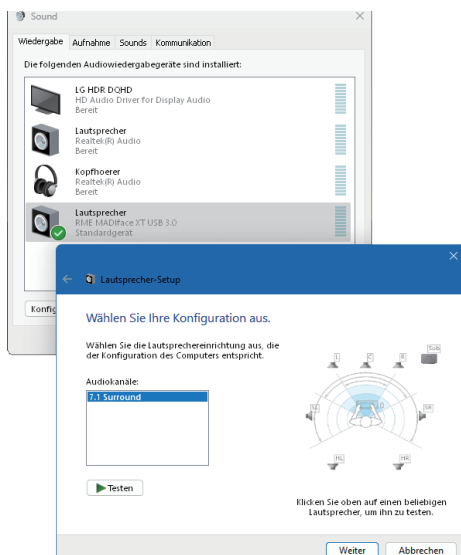 Sound
Wiedergabe Aufnahme Sounds Kommunikation
Die folgenden Audiowiedergabegeräte sind installiert:
LG HDR DQHD
HD Audio Driver for Display Audio
Bereit
Lautsprecher
Realtek(R) Audio
Bereit
Kopfhoerer
Realtek(R) Audio
Bereit
Lautsprecher
RME MADIface XT USB 3.0
Standardgerät
Konfig
Lautsprecher-Setup
Wählen Sie Ihre Konfiguration aus.
Wählen Sie die Lautsprechereinrichtung aus, die
der Konfiguration des Computers entspricht.
Audiokanäle:
7.1 Surround
Testen
L C R Sub
SL SR
HL HR
Klicken Sie oben auf einen beliebigen
Lautsprecher, um ihn zu testen.
Weiter Abbrechen